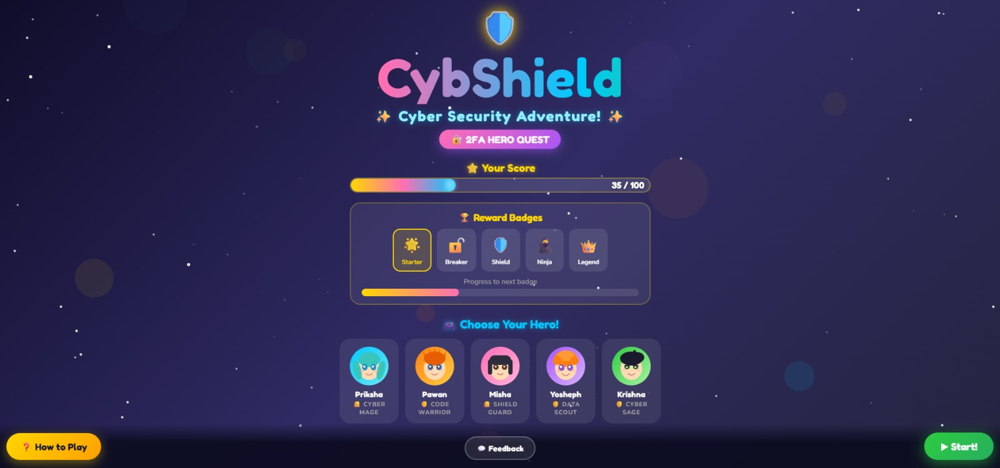 CybShield
✨ Cyber Security Adventure! ✨
🔐 2FA HERO QUEST
⭐ Your Score
35 / 100
🏆 Reward Badges
Starter
Breaker
Shield
Ninja
Legend
Progress to next badge
🎮 Choose Your Hero!
Priksha
CYBER
MAGE
Pawan
CODE
WARRIOR
Misha
SHIELD
GUARD
Yosheph
DATA
SCOUT
Krishna
CYBER
SAGE
❓ How to Play
💬 Feedback
▶ Start!